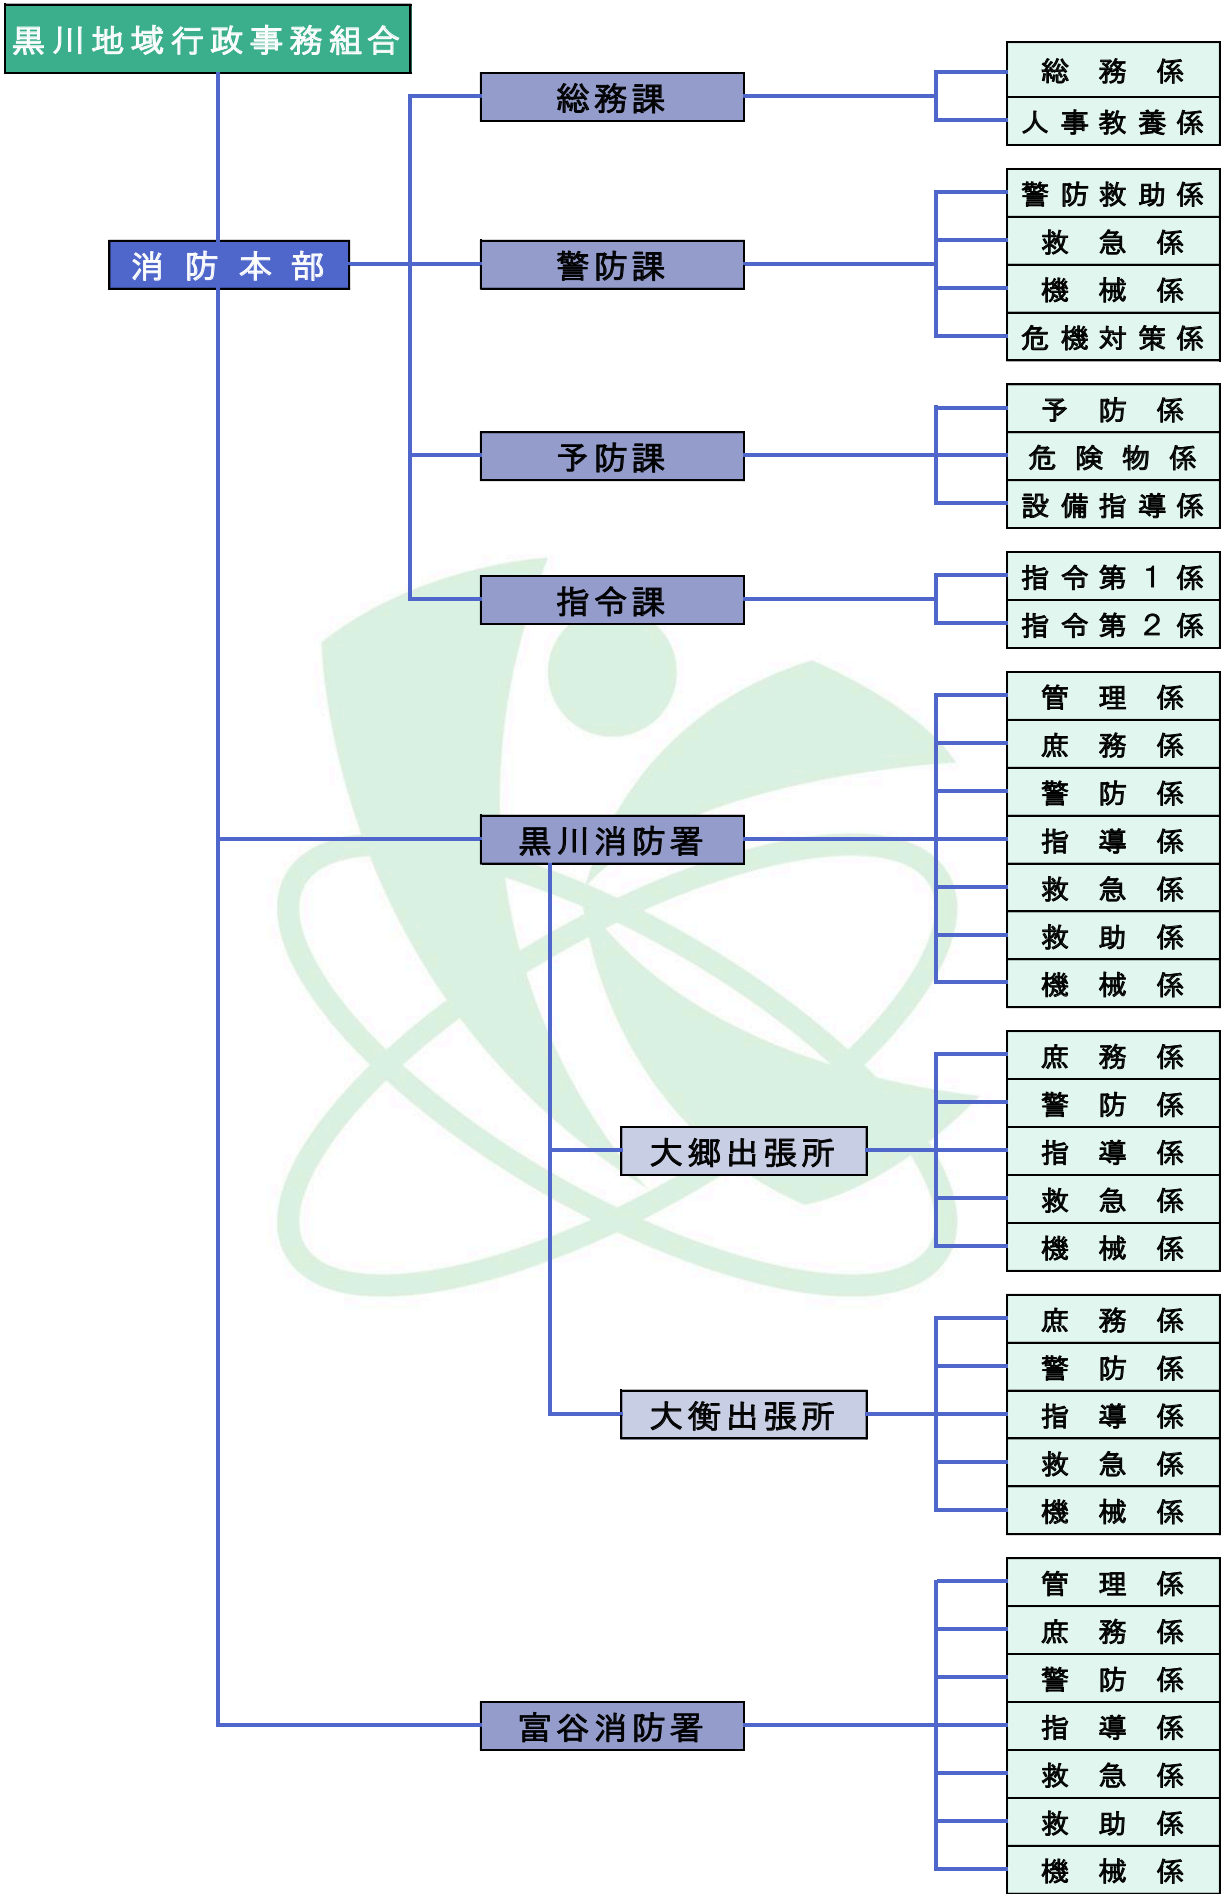 黒川地域行政事務組合
消防本部
総務課
総務係
人事教養係
警防課
警防救助係
救急係
機械係
危機対策係
予防課
予防係
危険物係
設備指導係
指令課
指令第1係
指令第2係
黒川消防署
管理係
庶務係
警防係
指導係
救急係
救助係
機械係
大郷出張所
庶務係
警防係
指導係
救急係
機械係
大衡出張所
庶務係
警防係
指導係
救急係
機械係
富谷消防署
管理係
庶務係
警防係
指導係
救急係
救助係
機械係